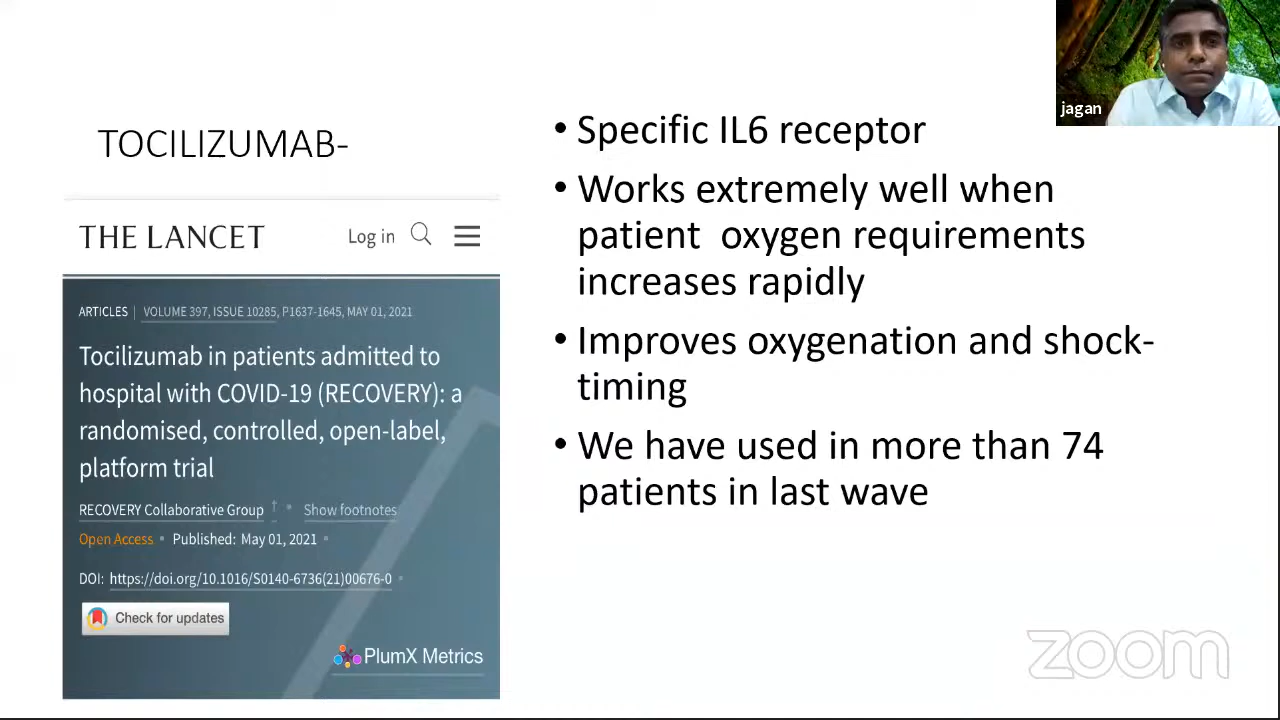 jagan
TOCILIZUMAB-
THE LANCET
Log in
ARTICLES | VOLUME 397, ISSUE 10285, P1637-1645, MAY 01, 2021
Tocilizumab in patients admitted to
hospital with COVID-19 (RECOVERY): a
randomised, controlled, open-label,
platform trial
RECOVERY Collaborative Group † • Show footnotes
Open Access • Published: May 01, 2021 •
DOI: https://doi.org/10.1016/S0140-6736(21)00676-0 •
Check for updates
PlumX Metrics
• Specific IL6 receptor
• Works extremely well when
patient oxygen requirements
increases rapidly
• Improves oxygenation and shock-
timing
• We have used in more than 74
patients in last wave
zoom